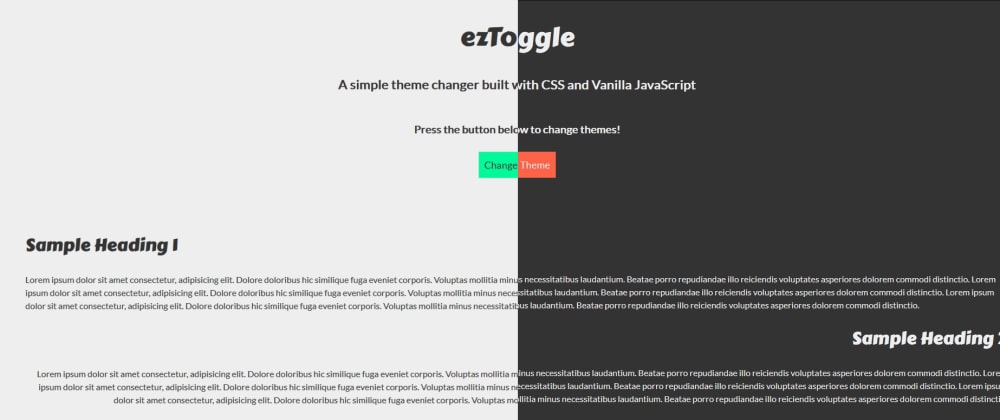 ezToggle
A simple theme changer built with CSS and Vanilla JavaScript
Press the button below to change themes!
Change Theme
Sample Heading 1
Lorem ipsum dolor sit amet consectetur, adipisicing elit. Dolore doloribus hic similique fuga eveniet corporis. Voluptas mollitia minus necessitatibus laudantium. Beatae porro repudiandae illo reiciendis voluptates asperiores dolorem commodi distinctio. Lorem
ipsum dolor sit amet consectetur, adipisicing elit. Dolore doloribus hic similique fuga eveniet corporis. Voluptas mollitia minus necessitatibus laudantium. Beatae porro repudiandae illo reiciendis voluptates asperiores dolorem commodi distinctio. Lorem ipsum
dolor sit amet consectetur, adipisicing elit. Dolore doloribus hic similique fuga eveniet corporis. Voluptas mollitia minus necessitatibus laudantium. Beatae porro repudiandae illo reiciendis voluptates asperiores dolorem commodi distinctio.
Sample Heading
Lorem ipsum dolor sit amet consectetur, adipisicing elit. Dolore doloribus hic similique fuga eveniet corporis. Voluptas mollitia minus necessitatibus laudantium. Beatae porro repudiandae illo reiciendis voluptates asperiores dolorem commodi distinctio. Lore
ipsum dolor sit amet consectetur, adipisicing elit. Dolore doloribus hic similique fuga eveniet corporis. Voluptas mollitia minus necessitatibus laudantium. Beatae porro repudiandae illo reiciendis voluptates asperiores dolorem commodi distinctio. Lorem ipsu
dolor sit amet consectetur, adipisicing elit. Dolore doloribus hic similique fuga eveniet corporis. Voluptas mollitia minus necessitatibus laudantium. Beatae porro repudiandae illo reiciendis voluptates asperiores dolorem commodi distincti